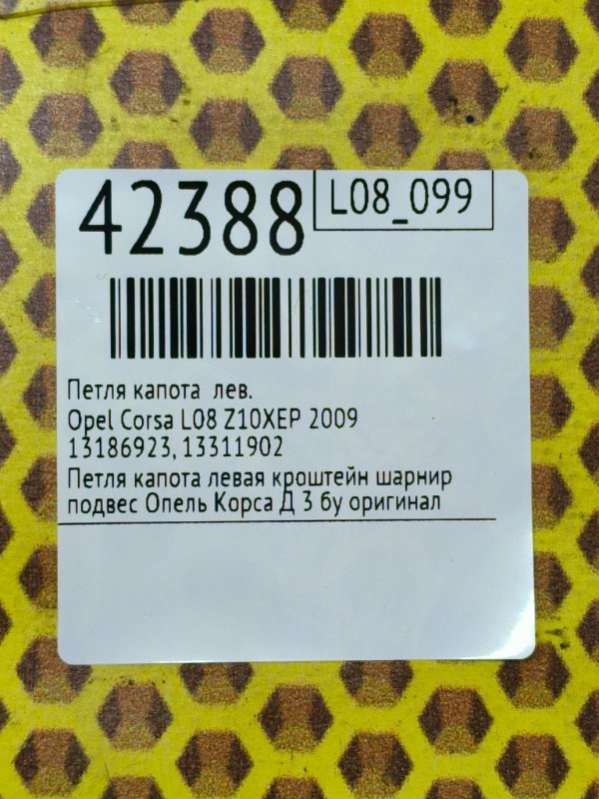 42388
L08_099
Петля капота лев.
Opel Corsa L08 Z10XEP 2009
13186923, 13311902
Петля капота левая кроштейн шарнир
подвес Опель Корса Д 3 бу оригинал